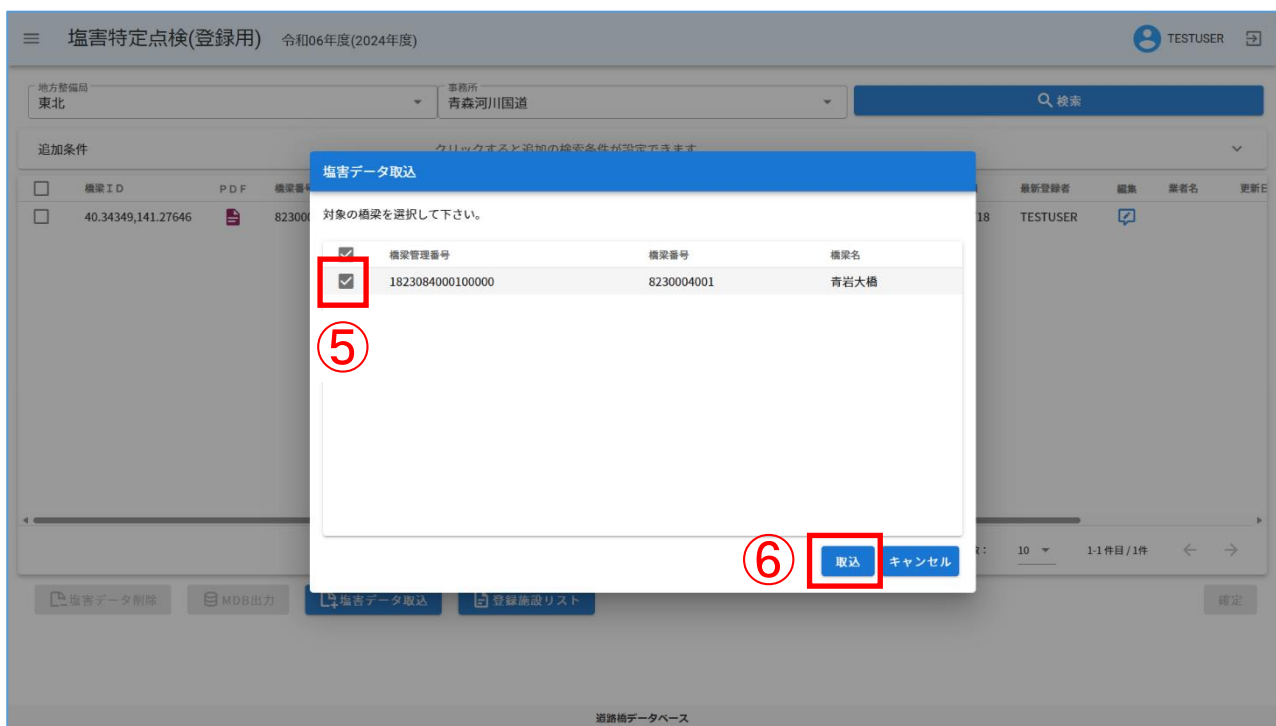 塩害特定点検(登録用) 令和06年度(2024年度) TESTUSER
地方整備局
東北
事務所
青森河川国道
検索
追加条件 クリックすると追加の検索条件が設定できます
橋梁ID PDF 橋梁番号 最新登録者 編集 業者名 更新日
40.34349,141.27646 82300 18 TESTUSER
塩害データ取込
対象の橋梁を選択して下さい。
橋梁管理番号 橋梁番号 橋梁名
1823084000100000 8230004001 青岩大橋
⑤
⑥
取込 キャンセル
10 1-1 件目 / 1件
塩害データ削除 MDB出力 塩害データ取込 登録施設リスト 確定
道路橋データベース